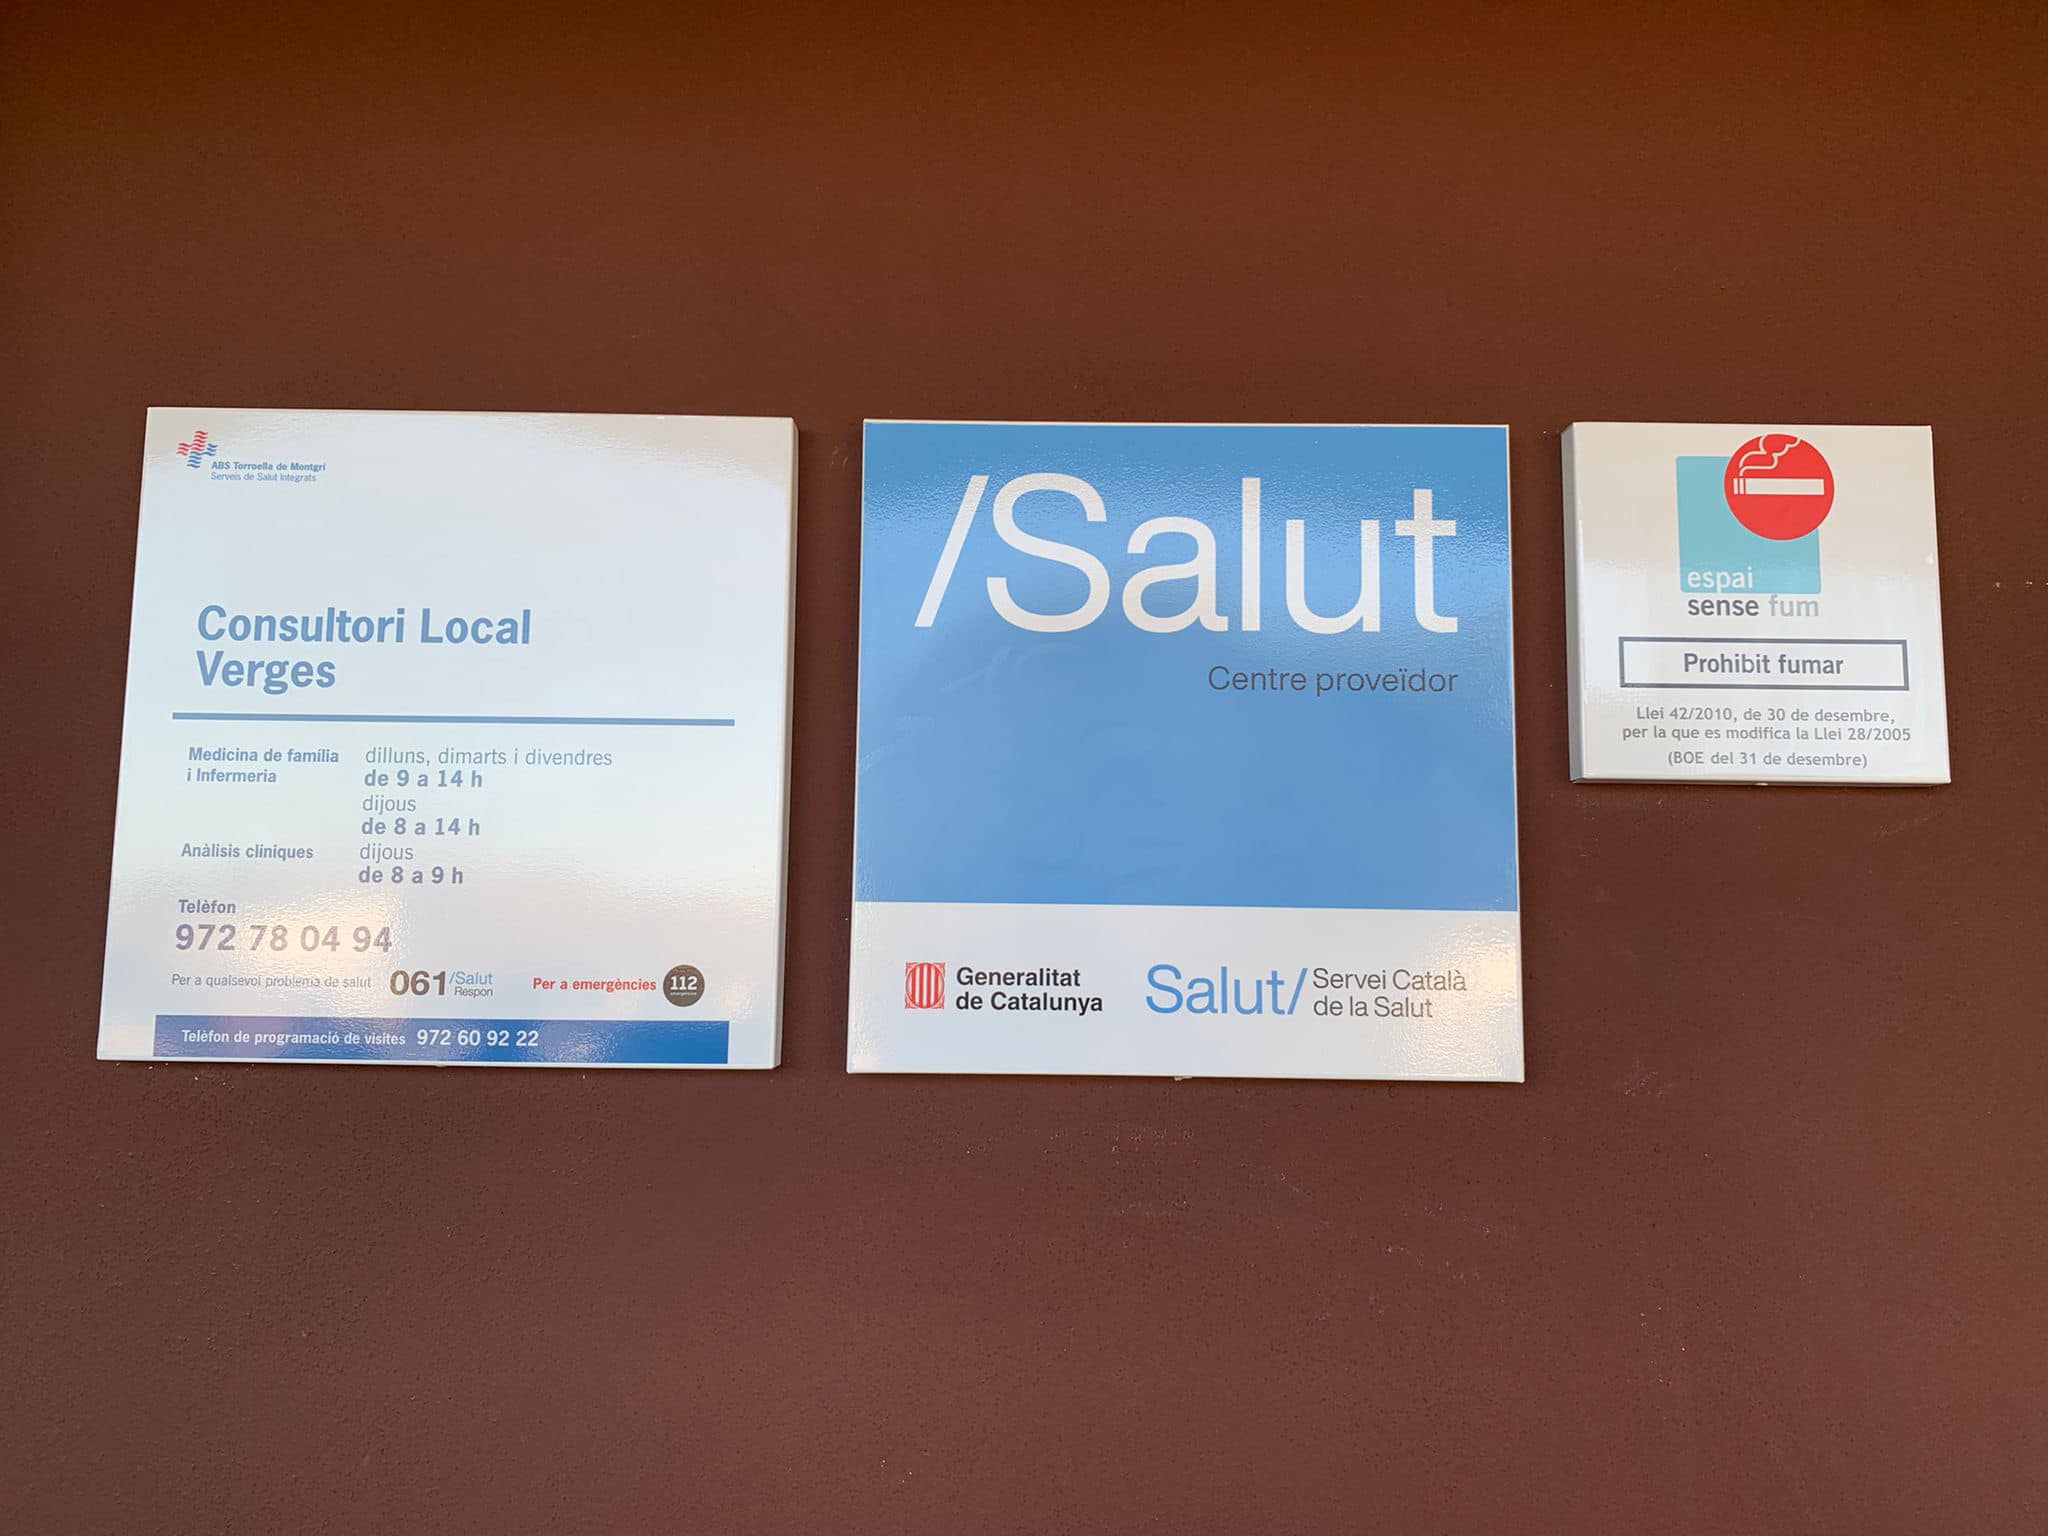 ABS Torroella de Montgrí
Serveis de Salut Integrats
Consultori Local
Verges
Medicina de família
i Infermeria
dilluns, dimarts i divendres
de 9 a 14 h
dijous
de 8 a 14 h
Anàlisis clíniques
dijous
de 8 a 9 h
Telèfon
972 78 04 94
Per a qualsevol problema de salut
061/Salut
Respon
Per a emergències
112
Telèfon de programació de visites 972 60 92 22
/Salut
Centre proveïdor
Generalitat
de Catalunya
Salut/
Servei Català
de la Salut
espai
sense fum
Prohibit fumar
Llei 42/2010, de 30 de desembre,
per la que es modifica la Llei 28/2005
(BOE del 31 de desembre)